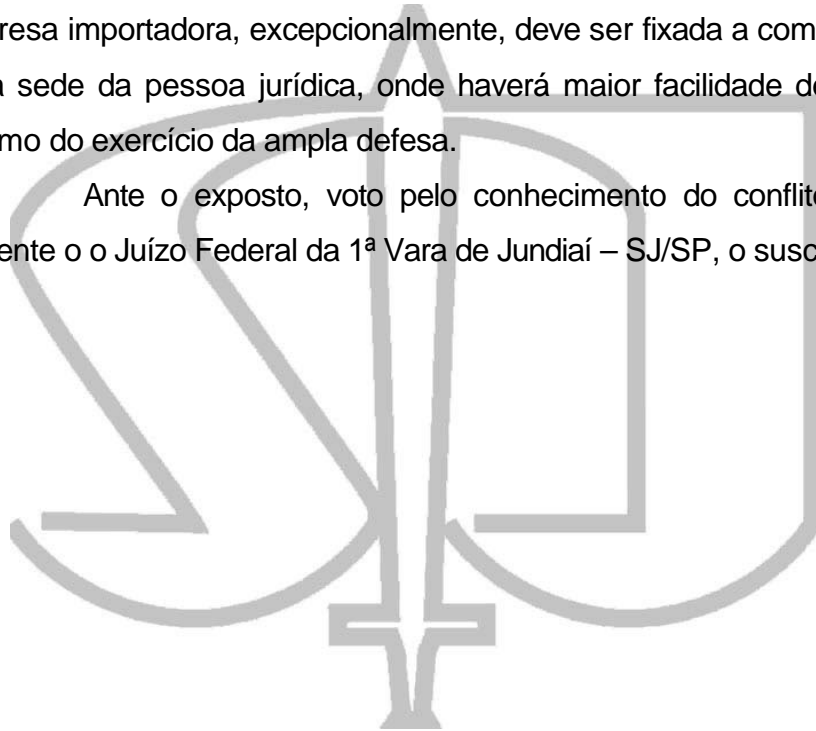 resa importadora, excepcionalmente, deve ser fixada a com
a sede da pessoa jurídica, onde haverá maior facilidade de
mo do exercício da ampla defesa.
Ante o exposto, voto pelo conhecimento do conflito
ente o o Juízo Federal da 1ª Vara de Jundiaí – SJ/SP, o susc